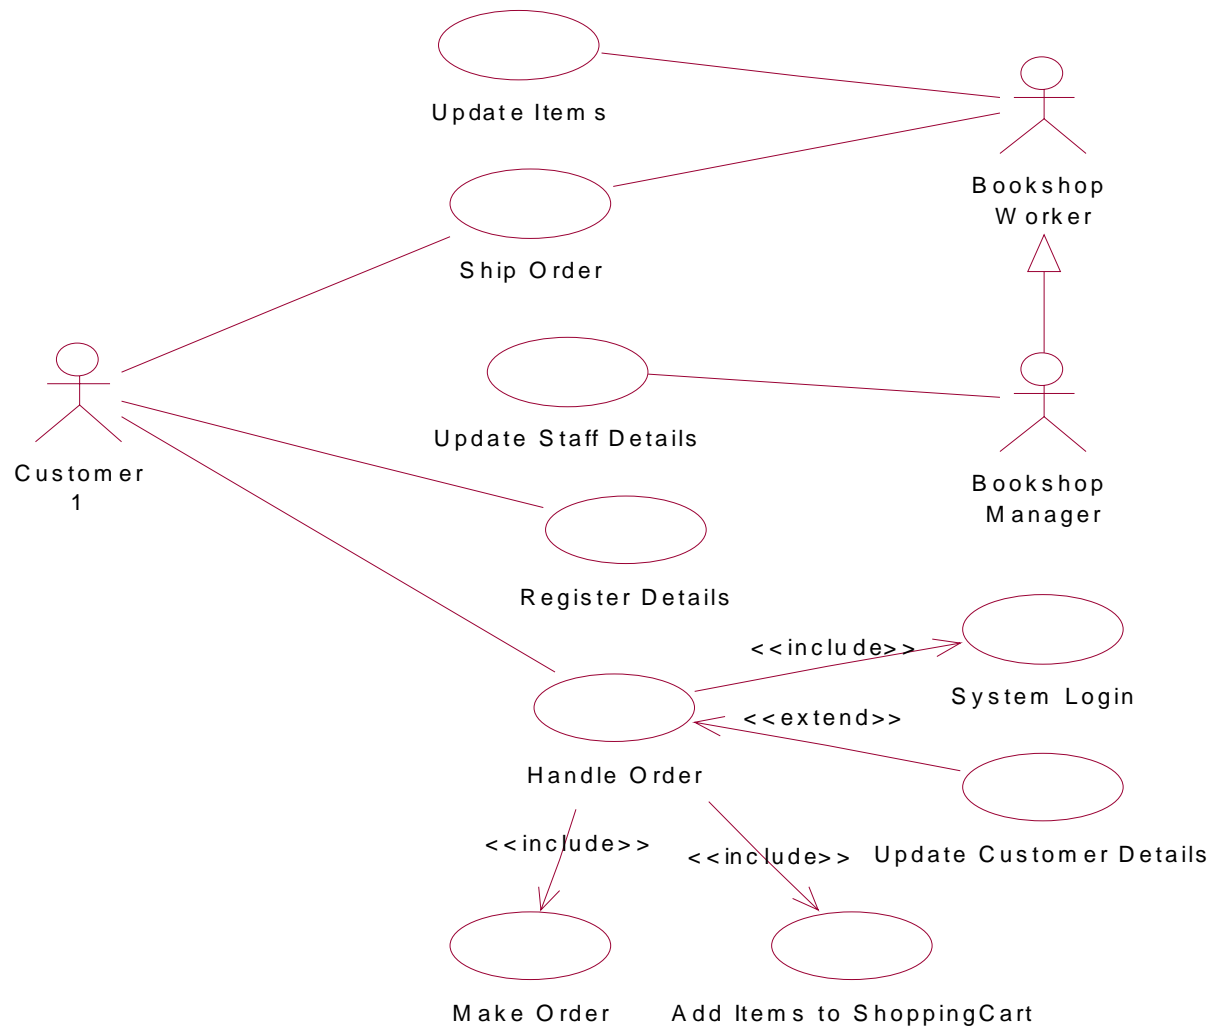 Update Items
Bookshop
Worker
Ship Order
Update Staff Details
Customer
1
Bookshop
Manager
Register Details
<<include>>
System Login
<<extend>>
Handle Order
<<include>>
<<include>>
Update Customer Details
Make Order
Add Items to ShoppingCart